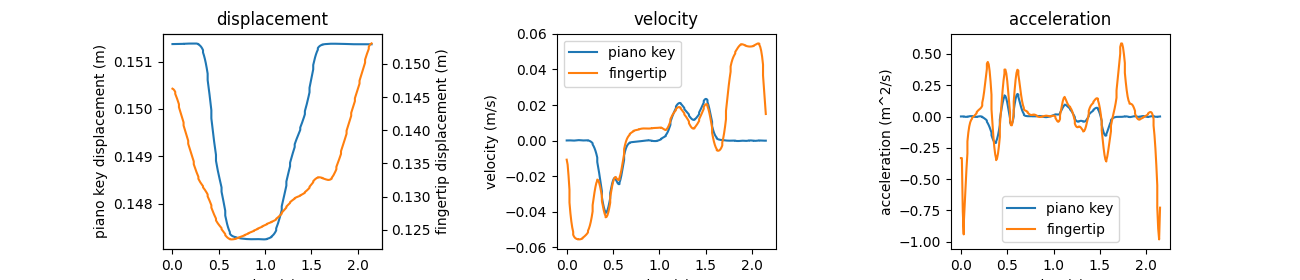 displacement
piano key displacement (m)
0.151
0.150
0.149
0.148
0.0 0.5 1.0 1.5 2.0
0.150
0.145
0.140
0.135
0.130
0.125
fingertip displacement (m)
velocity
velocity (m/s)
0.06
0.04
0.02
0.00
−0.02
−0.04
−0.06
piano key
fingertip
0.0 0.5 1.0 1.5 2.0
acceleration
acceleration (m^2/s)
0.50
0.25
0.00
−0.25
−0.50
−0.75
−1.00
piano key
fingertip
0.0 0.5 1.0 1.5 2.0